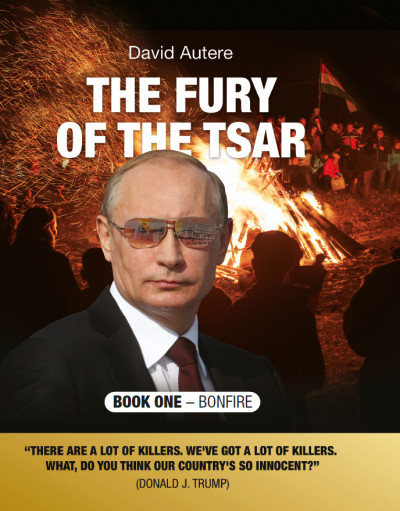 David Autere
THE FURY
OF THE TSAR
BOOK ONE – BONFIRE
“THERE ARE A LOT OF KILLERS. WE'VE GOT A LOT OF KILLERS.
WHAT, DO YOU THINK OUR COUNTRY'S SO INNOCENT?”
(DONALD J. TRUMP)